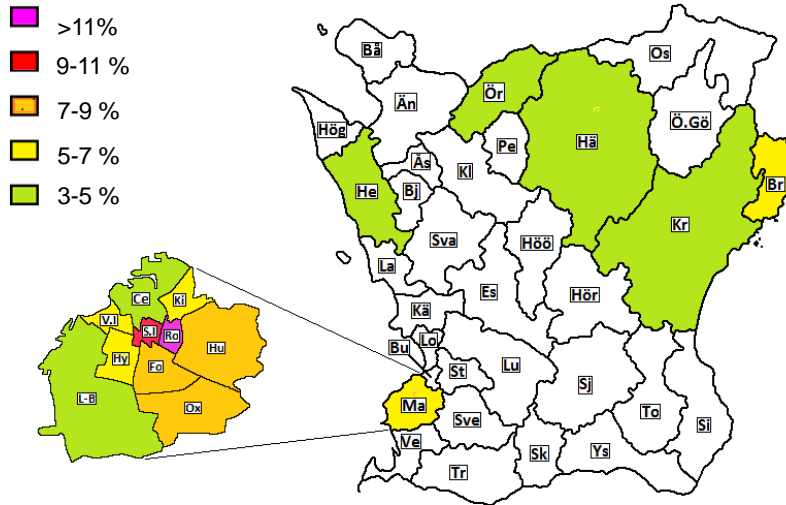 >11%
9-11 %
7-9 %
5-7 %
3-5 %
Bå
Os
Än
Ör
Ö.Gö
Hög
Pe
Hä
Äs
Kl
He
Bj
Br
Kr
Sva
Höö
La
Es
Hör
Kä
Lo
Bu
St
Lu
Sj
Ma
Sve
To
Si
Ve
Sk
Ys
Tr
Ce
Ki
V.I
S.I
Ro
Hu
Hy
Fo
L-B
Ox